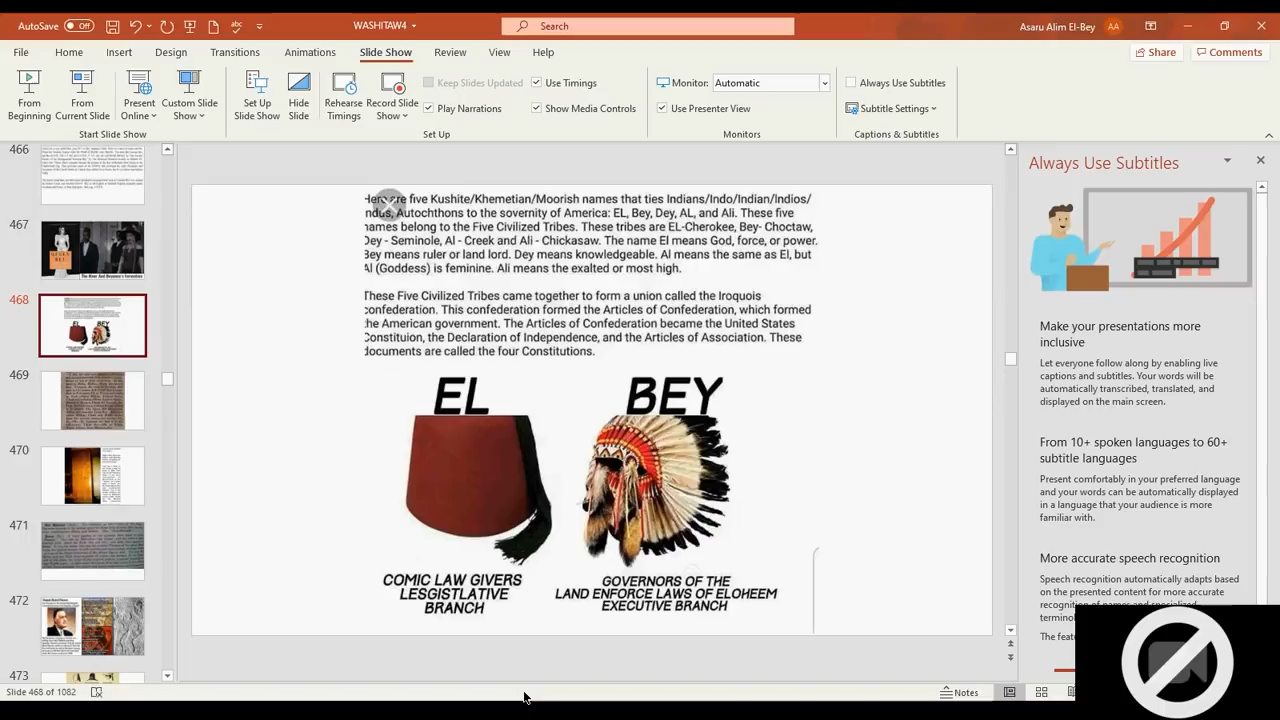 AutoSave Off
WASHITAW4
Search
Asaru Alim El-Bey AA
File Home Insert Design Transitions Animations Slide Show Review View Help
Share Comments
From Beginning
From Current Slide
Present Online
Custom Slide Show
Start Slide Show
Set Up Slide Show
Hide Slide
Rehearse Timings
Record Slide Show
Keep Slides Updated
Use Timings
Play Narrations
Show Media Controls
Set Up
Monitor: Automatic
Use Presenter View
Monitors
Always Use Subtitles
Subtitle Settings
Captions & Subtitles
466
467
468
469
470
471
472
473
EL BEY
are five Kushite/Khemetian/Moorish names that ties Indians/Indo/Indian/Indios/
Indus, Autochthons to the sovernity of America: EL, Bey, Dey, AL, and Ali. These five
names belong to the Five Civilized Tribes. These tribes are EL-Cherokee, Bey- Choctaw,
Dey - Seminole, Al - Creek and Ali - Chickasaw. The name El means God, force, or power.
Bey means ruler or land lord. Dey means knowledgeable. Al means the same as El, but
Al (Goddess) is feminine. Ali means the exalted or most high.
These Five Civilized Tribes came together to form a union called the Iroquois
confederation. This confederation formed the Articles of Confederation, which formed
the American government. The Articles of Confederation became the United States
Constituion, the Declaration of Independence, and the Articles of Association. These
documents are called the four Constitutions.
EL
BEY
COMIC LAW GIVERS
LESGISTLATIVE
BRANCH
GOVERNORS OF THE
LAND ENFORCE LAWS OF ELOHEEM
EXECUTIVE BRANCH
Always Use Subtitles
Make your presentations more
inclusive
Let everyone follow along by enabling live
captions and subtitles. Your words will be
automatically transcribed, translated, and
displayed on the main screen.
From 10+ spoken languages to 60+
subtitle languages
Present comfortably in your preferred language
and your words can be automatically displayed
in a language that your audience is more
familiar with.
More accurate speech recognition
Speech recognition automatically adapts based
on the presented content for more accurate
recognition of names and specialized
The
Slide 468 of 1082
Notes